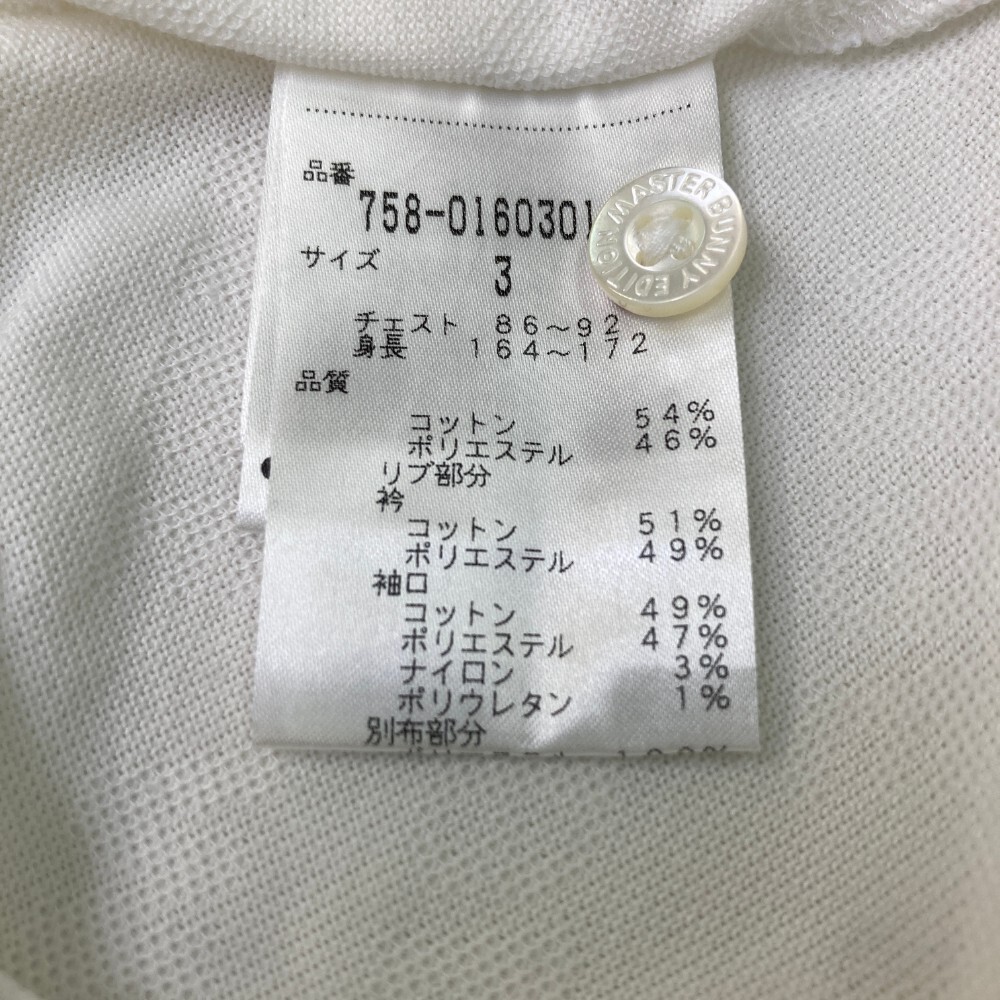 品番
758-0160301
サイズ
3
チェスト 86～92
身長 164～172
品質
コットン 54%
ポリエステル 46%
リブ部分
衿
コットン 51%
ポリエステル 49%
袖口
コットン 49%
ポリエステル 47%
ナイロン 3%
ポリウレタン 1%
別布部分
MASTER BUNNY EDITION